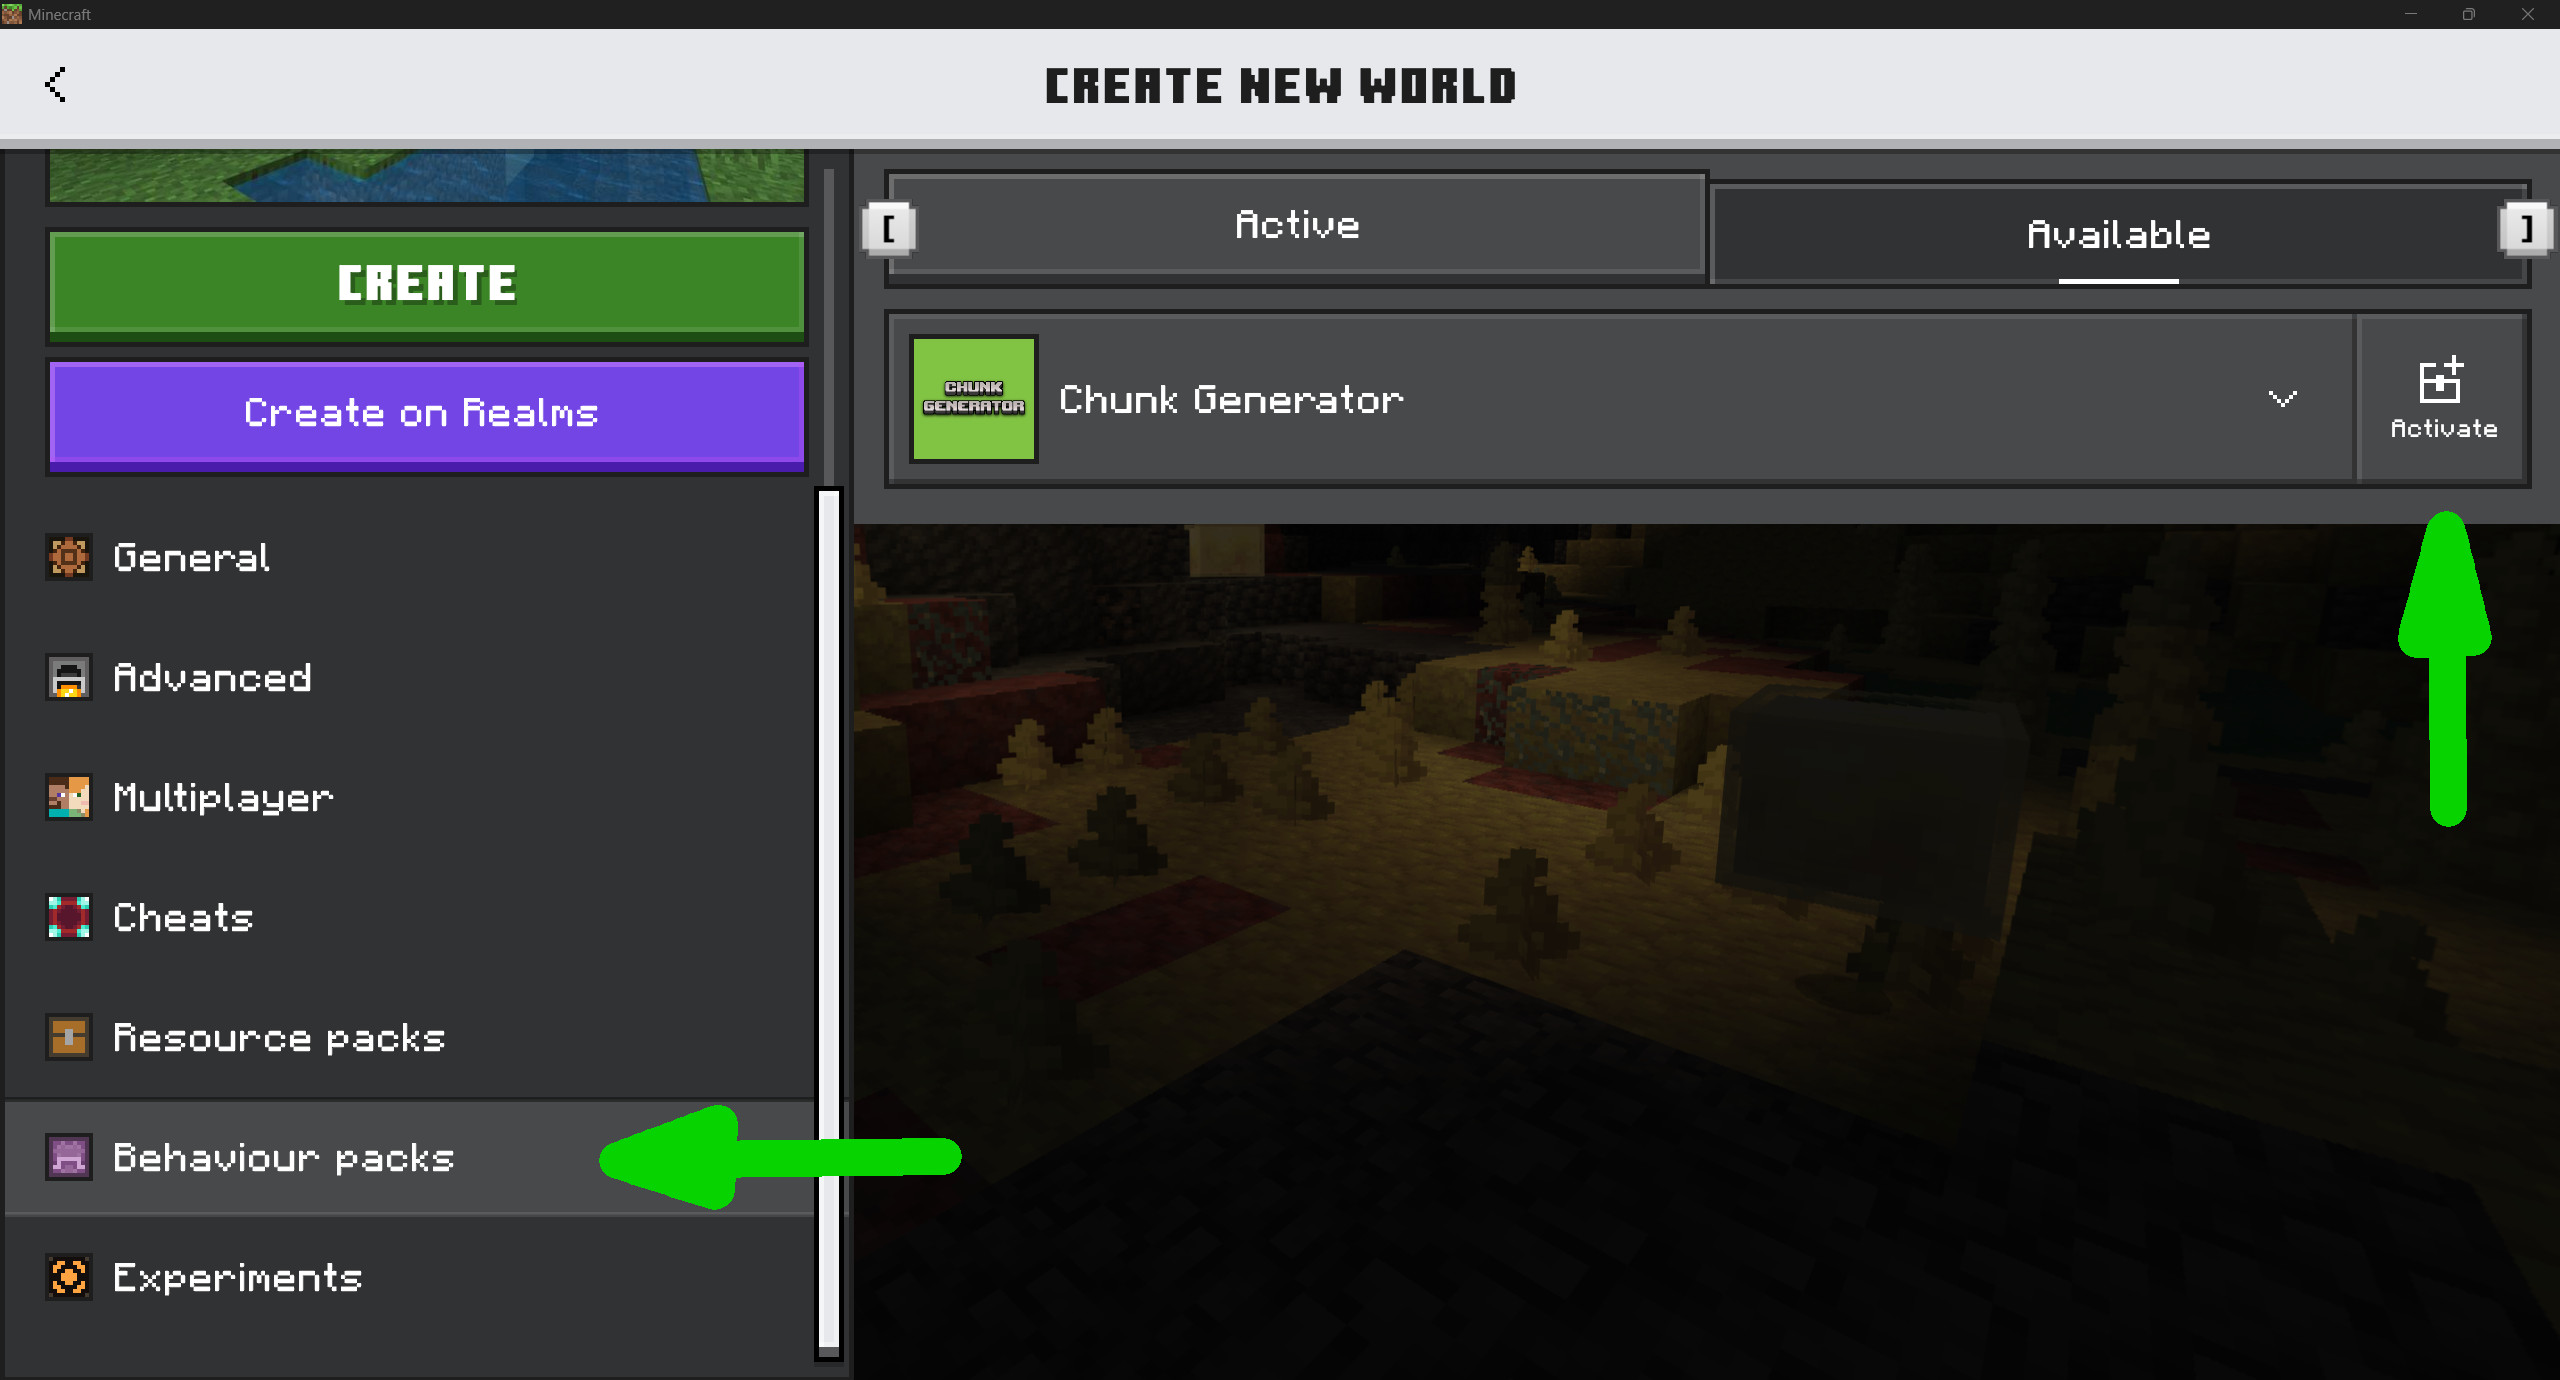 Minecraft
CREATE NEW WORLD
CREATE
Create on Realms
General
Advanced
Multiplayer
Cheats
Resource packs
Behaviour packs
Experiments
[
Active
Available
]
CHUNK
GENERATOR
Chunk Generator
Activate